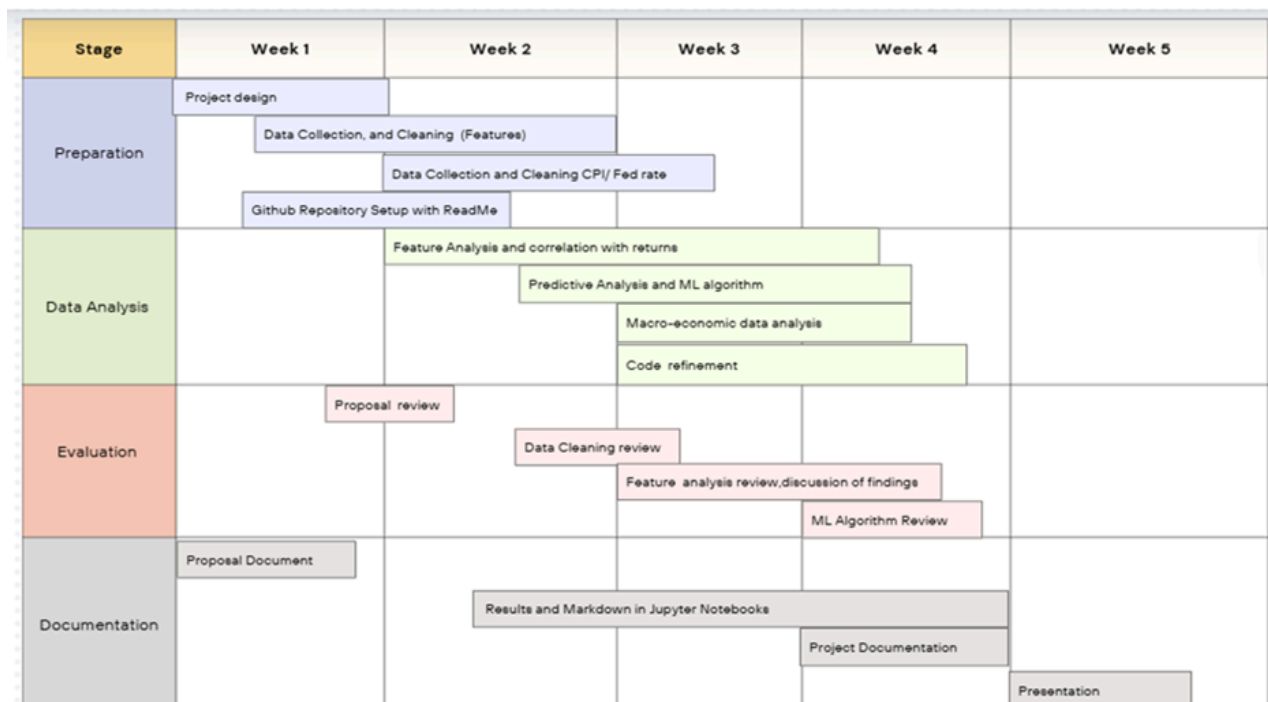 Stage
Week 1
Week 2
Week 3
Week 4
Week 5
Preparation
Project design
Data Collection, and Cleaning (Features)
Data Collection and Cleaning CPI/ Fed rate
Github Repository Setup with ReadMe
Data Analysis
Feature Analysis and correlation with returns
Predictive Analysis and ML algorithm
Macro-economic data analysis
Code refinement
Evaluation
Proposal review
Data Cleaning review
Feature analysis review,discussion of findings
ML Algorithm Review
Documentation
Proposal Document
Results and Markdown in Jupyter Notebooks
Project Documentation
Presentation